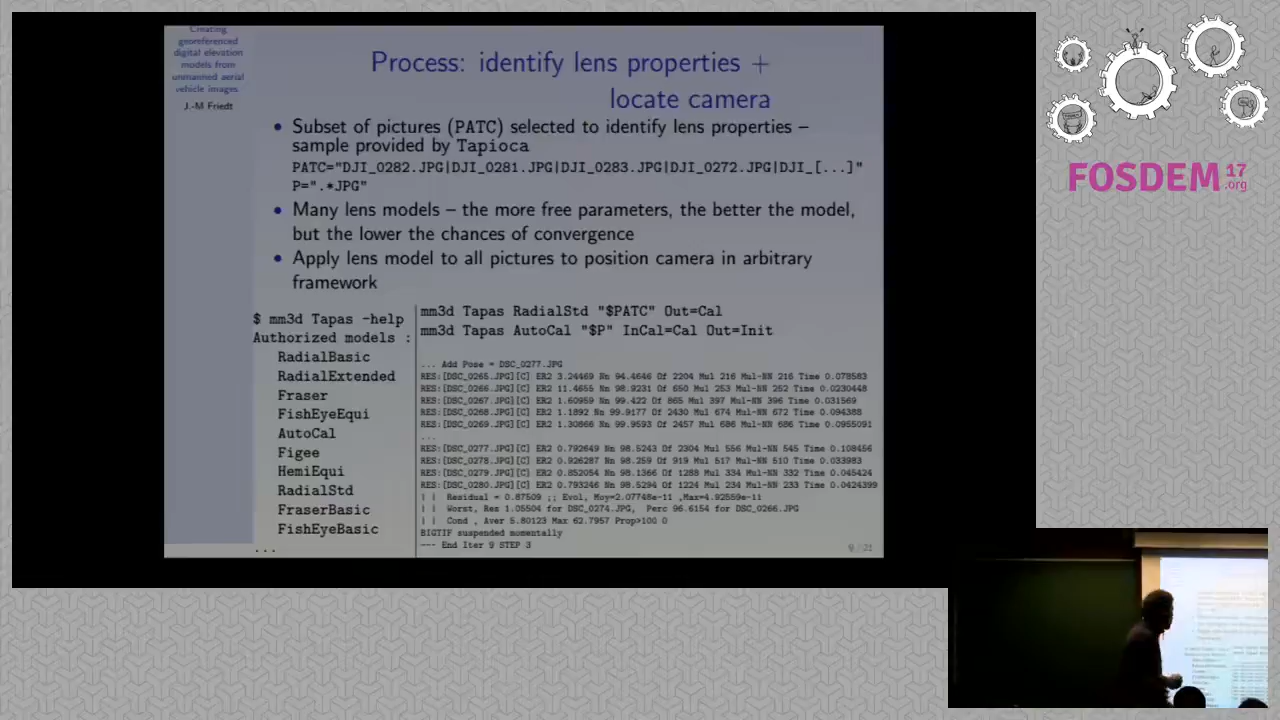 Creating
georeferenced
digital elevation
models from
unmanned aerial
vehicle images
J.-M Friedt
Process: identify lens properties +
locate camera
• Subset of pictures (PATC) selected to identify lens properties –
sample provided by Tapioca
PATC="DJI_0282.JPG|DJI_0281.JPG|DJI_0283.JPG|DJI_0272.JPG|DJI_[...]"
P=".*JPG"
• Many lens models – the more free parameters, the better the model,
but the lower the chances of convergence
• Apply lens model to all pictures to position camera in arbitrary
framework
$ mm3d Tapas -help
Authorized models :
RadialBasic
RadialExtended
Fraser
FishEyeEqui
AutoCal
Figee
HemiEqui
RadialStd
FraserBasic
FishEyeBasic
...
mm3d Tapas RadialStd "$PATC" Out=Cal
mm3d Tapas AutoCal "$P" InCal=Cal Out=Init
... Add Pose = DSC_0277.JPG
RES:[DSC_0265.JPG][C] ER2 3.24469 Nn 94.4646 Of 2204 Mul 216 Mul-NN 216 Time 0.078583
RES:[DSC_0266.JPG][C] ER2 11.4655 Nn 98.9231 Of 650 Mul 253 Mul-NN 252 Time 0.0230448
RES:[DSC_0267.JPG][C] ER2 1.60959 Nn 99.422 Of 865 Mul 397 Mul-NN 396 Time 0.031569
RES:[DSC_0268.JPG][C] ER2 1.1892 Nn 99.9177 Of 2430 Mul 674 Mul-NN 672 Time 0.094388
RES:[DSC_0269.JPG][C] ER2 1.30866 Nn 99.9593 Of 2457 Mul 686 Mul-NN 686 Time 0.0955091
...
RES:[DSC_0277.JPG][C] ER2 0.792649 Nn 98.5243 Of 2304 Mul 556 Mul-NN 545 Time 0.108456
RES:[DSC_0278.JPG][C] ER2 0.926287 Nn 98.259 Of 919 Mul 517 Mul-NN 510 Time 0.033983
RES:[DSC_0279.JPG][C] ER2 0.852054 Nn 98.1366 Of 1288 Mul 334 Mul-NN 332 Time 0.045424
RES:[DSC_0280.JPG][C] ER2 0.793246 Nn 98.5294 Of 1224 Mul 234 Mul-NN 233 Time 0.0424399
| | Residual = 0.87509 ;; Evol, Moy=2.07748e-11 ,Max=4.92559e-11
| | Worst, Res 1.05504 for DSC_0274.JPG, Perc 96.6154 for DSC_0266.JPG
| | Cond , Aver 5.80123 Max 62.7957 Prop>100 0
BIGTIF suspended momentally
--- End Iter 9 STEP 3
9 / 21
FOSDEM 17
.org